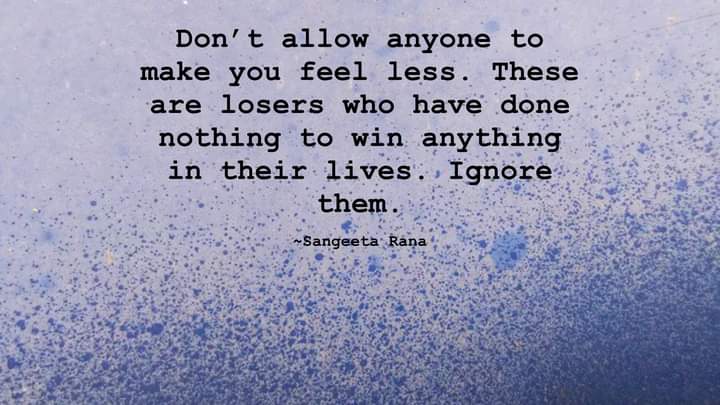 Don't allow anyone to
make you feel less. These
are losers who have done
nothing to win anything
in their lives. Ignore
them.
~Sangeeta Rana